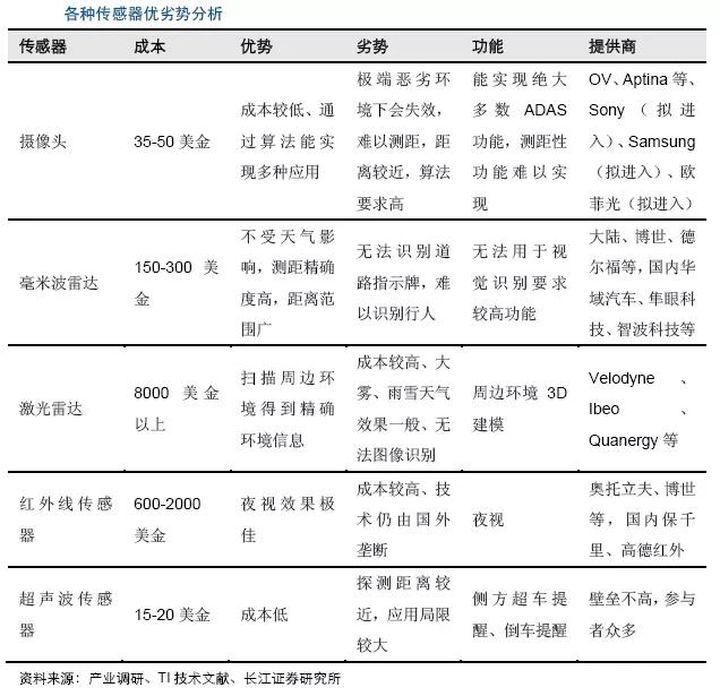 各种传感器优劣势分析
传感器 成本 优势 劣势 功能 提供商
摄像头
35-50 美金
成本较低、通
过算法能实
现多种应用
极端恶劣环
境下会失效，
难以测距，距
离较近，算法
要求高
能实现绝大
多数 ADAS
功能，测距性
功能难以实
现
OV、Aptina 等、
Sony（拟进
入）、Samsung
（拟进入）、欧
菲光（拟进入）
毫米波雷达
150-300 美
金
不受天气影
响，测距精确
度高，距离范
围广
无法识别道
路指示牌，难
以识别行人
无法用于视
觉识别要求
较高功能
大陆、博世、德
尔福等，国内华
域汽车、隼眼科
技、智波科技等
激光雷达
8000 美金
以上
扫描周边环
境得到精确
环境信息
成本较高、大
雾、雨雪天气
效果一般、无
法图像识别
周边环境 3D
建模
Velodyne 、
Ibeo 、
Quanergy 等
红外线传感
器
600-2000
美金
夜视效果极
佳
成本较高、技
术仍由国外
垄断
夜视
奥托立夫、博世
等，国内保千
里、高德红外
超声波传感
器
15-20 美金
成本低
探测距离较
近，应用局限
较大
侧方超车提
醒、倒车提醒
壁垒不高，参与
者众多
资料来源：产业调研、TI 技术文献、长江证券研究所